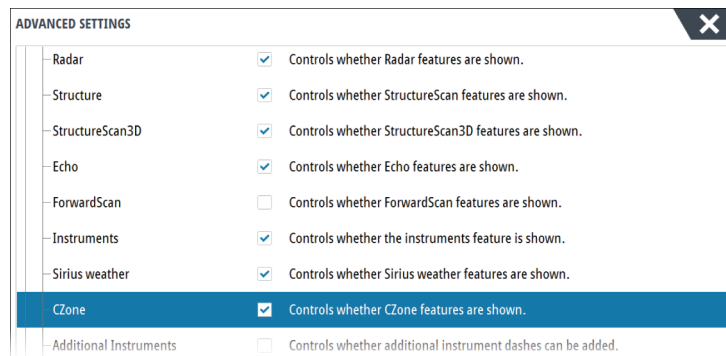 ADVANCED SETTINGS
Radar Controls whether Radar features are shown.
Structure Controls whether StructureScan features are shown.
StructureScan3D Controls whether StructureScan3D features are shown.
Echo Controls whether Echo features are shown.
ForwardScan Controls whether ForwardScan features are shown.
Instruments Controls whether the instruments feature is shown.
Sirius weather Controls whether Sirius weather features are shown.
CZone Controls whether CZone features are shown.
Additional Instruments Controls whether additional instrument dashes can be added.